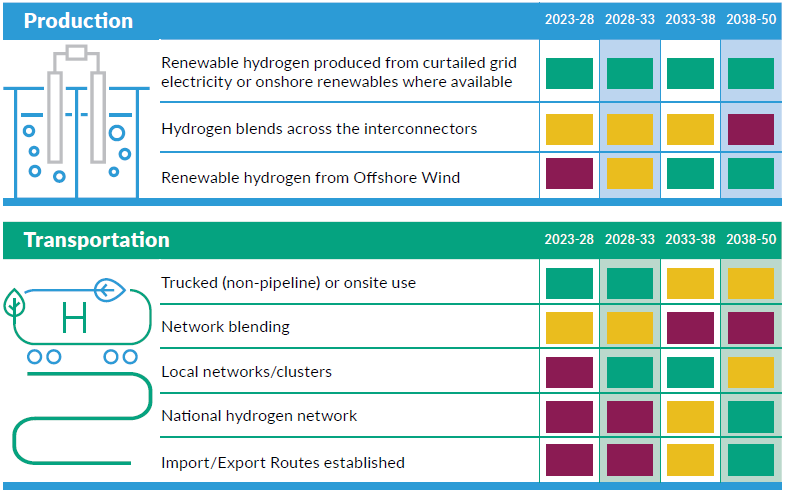 Production 2023-28 2028-33 2033-38 2038-50
Renewable hydrogen produced from curtailed grid
electricity or onshore renewables where available
Hydrogen blends across the interconnectors
Renewable hydrogen from Offshore Wind
Transportation 2023-28 2028-33 2033-38 2038-50
Trucked (non-pipeline) or onsite use
H
Network blending
Local networks/clusters
National hydrogen network
Import/Export Routes established